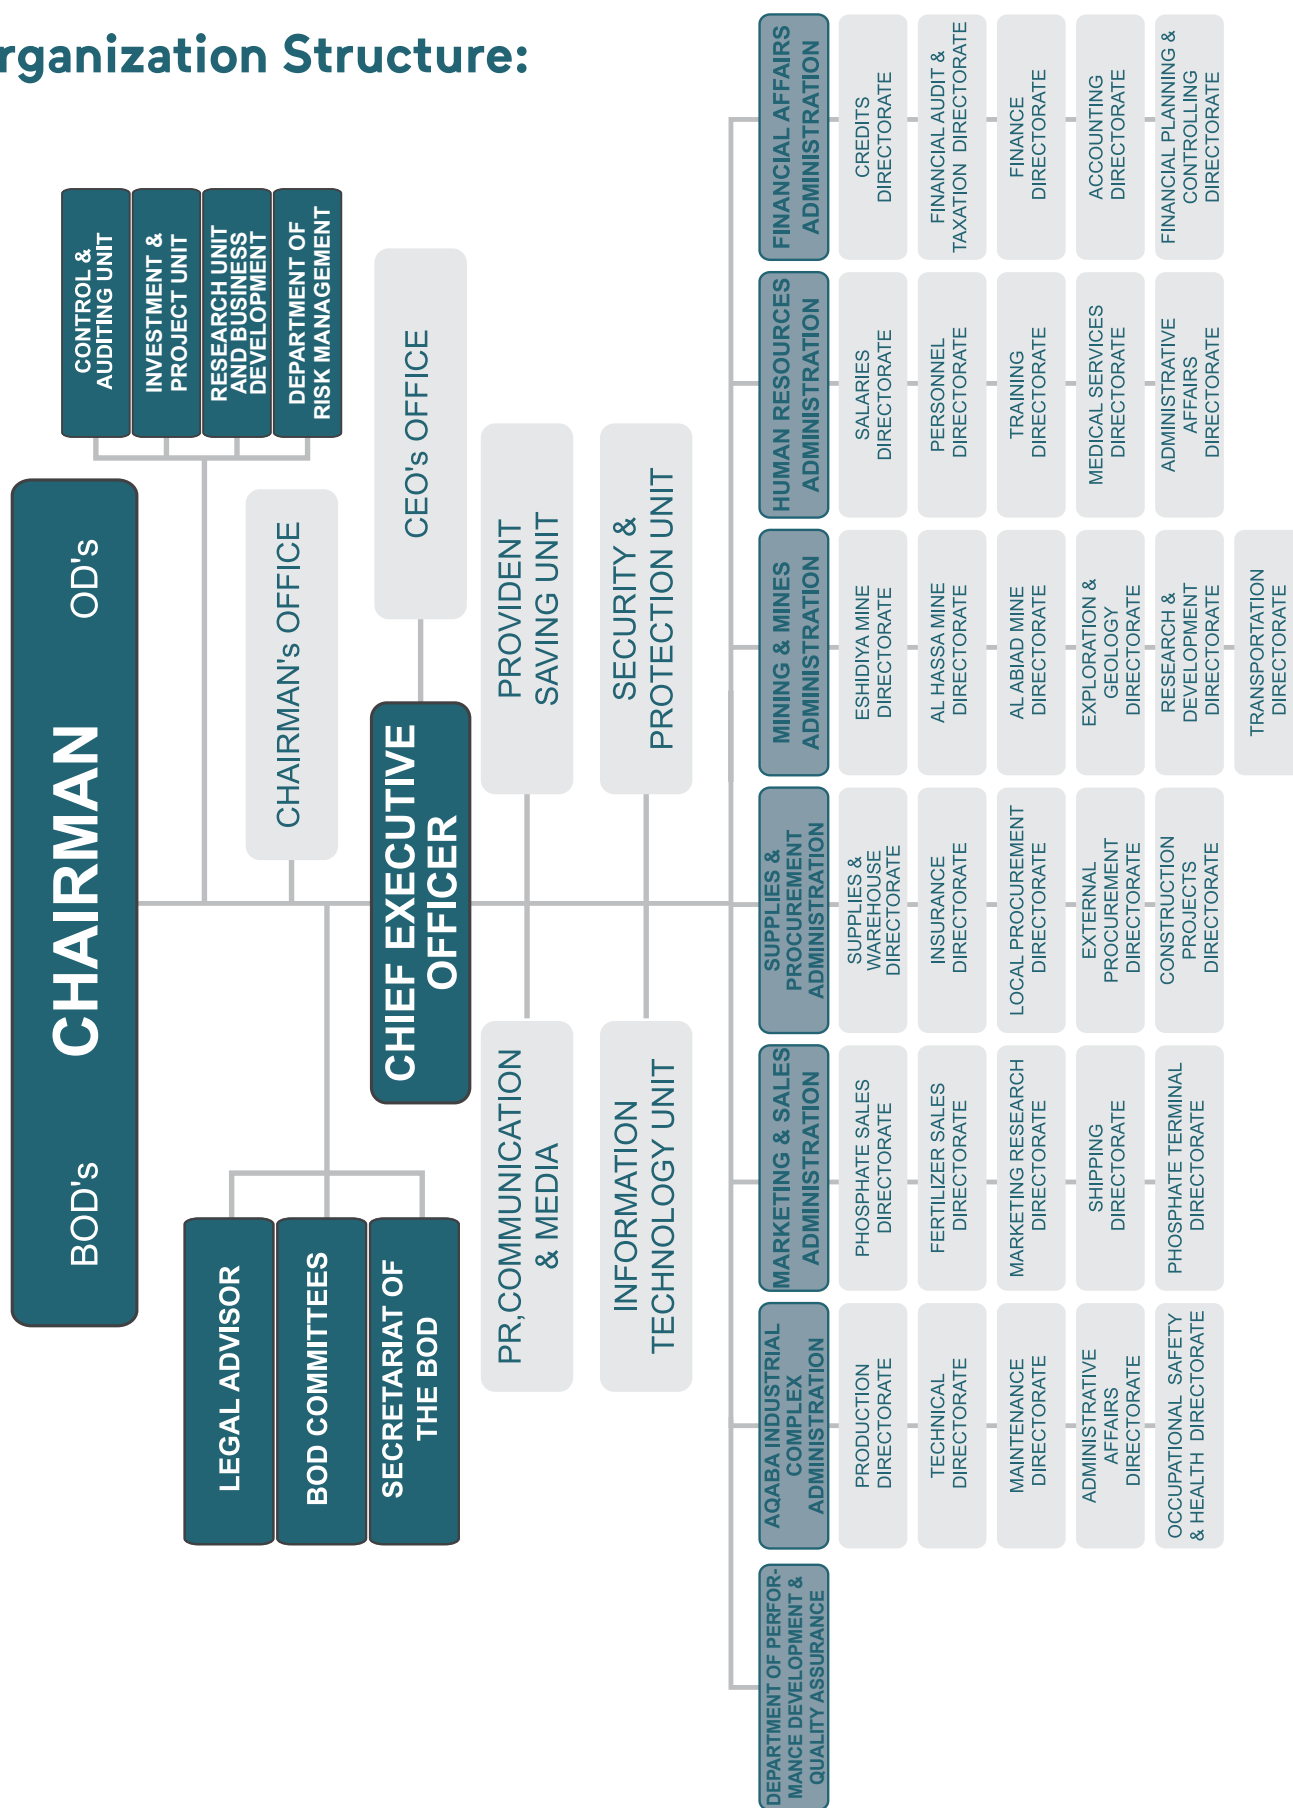 rganization Structure:
BOD's
CHAIRMAN
OD's
CONTROL &
AUDITING UNIT
INVESTMENT &
PROJECT UNIT
RESEARCH UNIT
AND BUSINESS
DEVELOPMENT
DEPARTMENT OF
RISK MANAGEMENT
CHAIRMAN's OFFICE
LEGAL ADVISOR
BOD COMMITTEES
SECRETARIAT OF
THE BOD
CHIEF EXECUTIVE
OFFICER
CEO's OFFICE
PR,COMMUNICATION
& MEDIA
PROVIDENT
SAVING UNIT
INFORMATION
TECHNOLOGY UNIT
SECURITY &
PROTECTION UNIT
DEPARTMENT OF PERFOR-
MANCE DEVELOPMENT &
QUALITY ASSURANCE
AQABA INDUSTRIAL
COMPLEX
ADMINISTRATION
PRODUCTION
DIRECTORATE
TECHNICAL
DIRECTORATE
MAINTENANCE
DIRECTORATE
ADMINISTRATIVE
AFFAIRS
DIRECTORATE
OCCUPATIONAL SAFETY
& HEALTH DIRECTORATE
MARKETING & SALES
ADMINISTRATION
PHOSPHATE SALES
DIRECTORATE
FERTILIZER SALES
DIRECTORATE
MARKETING RESEARCH
DIRECTORATE
SHIPPING
DIRECTORATE
PHOSPHATE TERMINAL
DIRECTORATE
SUPPLIES &
PROCUREMENT
ADMINISTRATION
SUPPLIES &
WAREHOUSE
DIRECTORATE
INSURANCE
DIRECTORATE
LOCAL PROCUREMENT
DIRECTORATE
EXTERNAL
PROCUREMENT
DIRECTORATE
CONSTRUCTION
PROJECTS
DIRECTORATE
MINING & MINES
ADMINISTRATION
ESHIDIYA MINE
DIRECTORATE
AL HASSA MINE
DIRECTORATE
AL ABIAD MINE
DIRECTORATE
EXPLORATION &
GEOLOGY
DIRECTORATE
RESEARCH &
DEVELOPMENT
DIRECTORATE
TRANSPORTATION
DIRECTORATE
HUMAN RESOURCES
ADMINISTRATION
SALARIES
DIRECTORATE
PERSONNEL
DIRECTORATE
TRAINING
DIRECTORATE
MEDICAL SERVICES
DIRECTORATE
ADMINISTRATIVE
AFFAIRS
DIRECTORATE
FINANCIAL AFFAIRS
ADMINISTRATION
CREDITS
DIRECTORATE
FINANCIAL AUDIT &
TAXATION DIRECTORATE
FINANCE
DIRECTORATE
ACCOUNTING
DIRECTORATE
FINANCIAL PLANNING &
CONTROLLING
DIRECTORATE